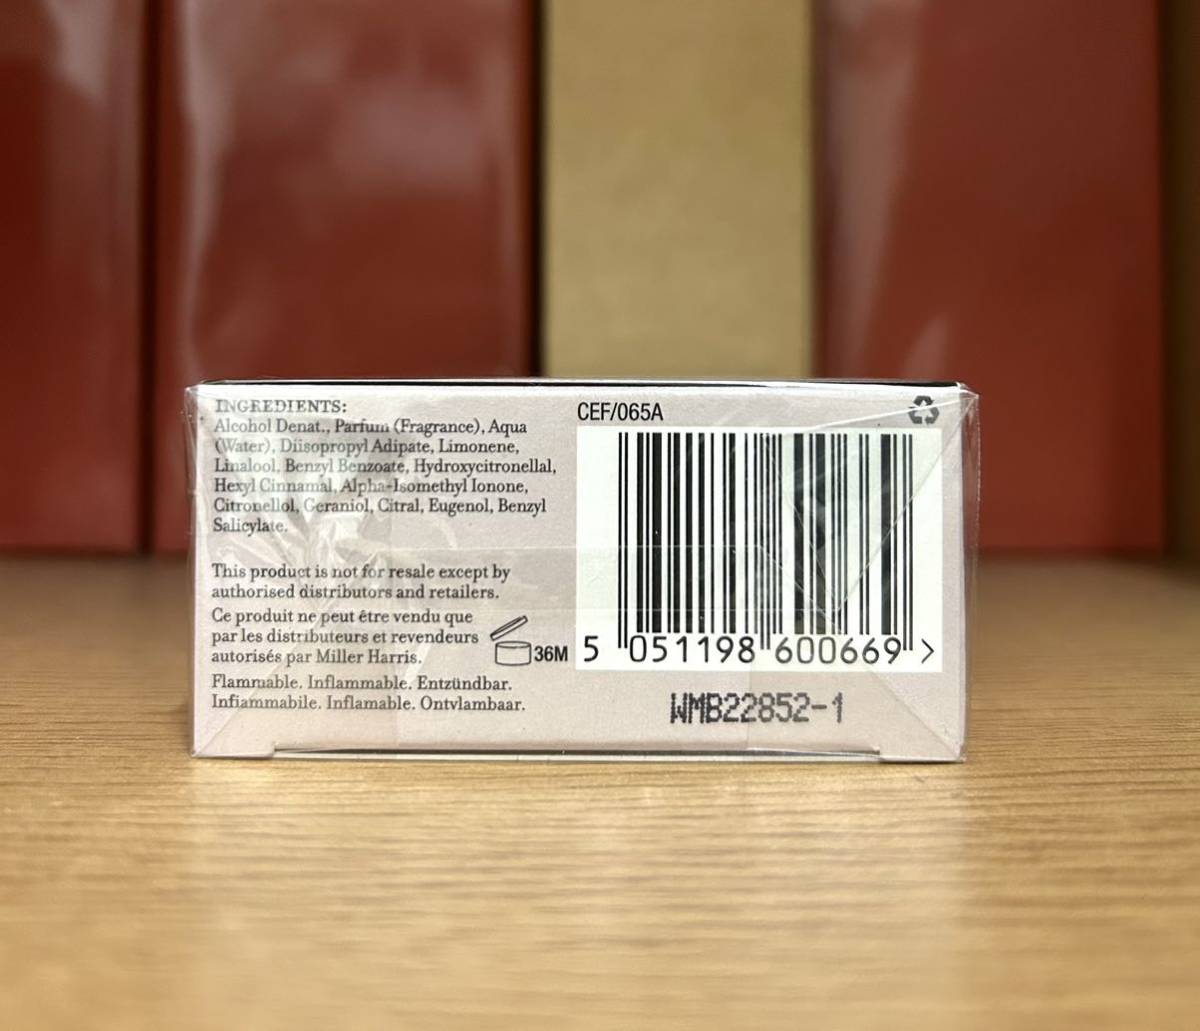 INGREDIENTS:
Alcohol Denat., Parfum (Fragrance), Aqua
(Water), Diisopropyl Adipate, Limonene,
Linalool, Benzyl Benzoate, Hydroxycitronellal,
Hexyl Cinnamal, Alpha-Isomethyl Ionone,
Citronellol, Geraniol, Citral, Eugenol, Benzyl
Salicylate.
This product is not for resale except by
authorised distributors and retailers.
Ce produit ne peut être vendu que
par les distributeurs et revendeurs
autorisés par Miller Harris.
Flammable. Inflammable. Entzündbar.
Infiammabile. Inflamable. Ontvlambaar.
36M
CEF/065A
5 051198 600669 >
WMB22852-1